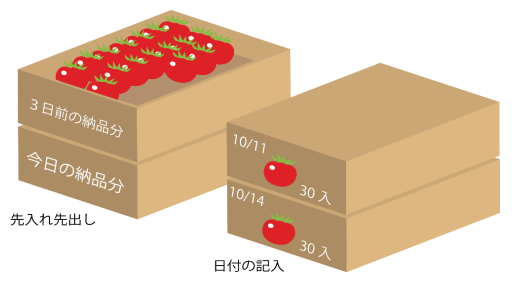 3日前の納品分
今日の納品分
先入れ先出し
10/11
30 入
10/14
30 入
日付の記入